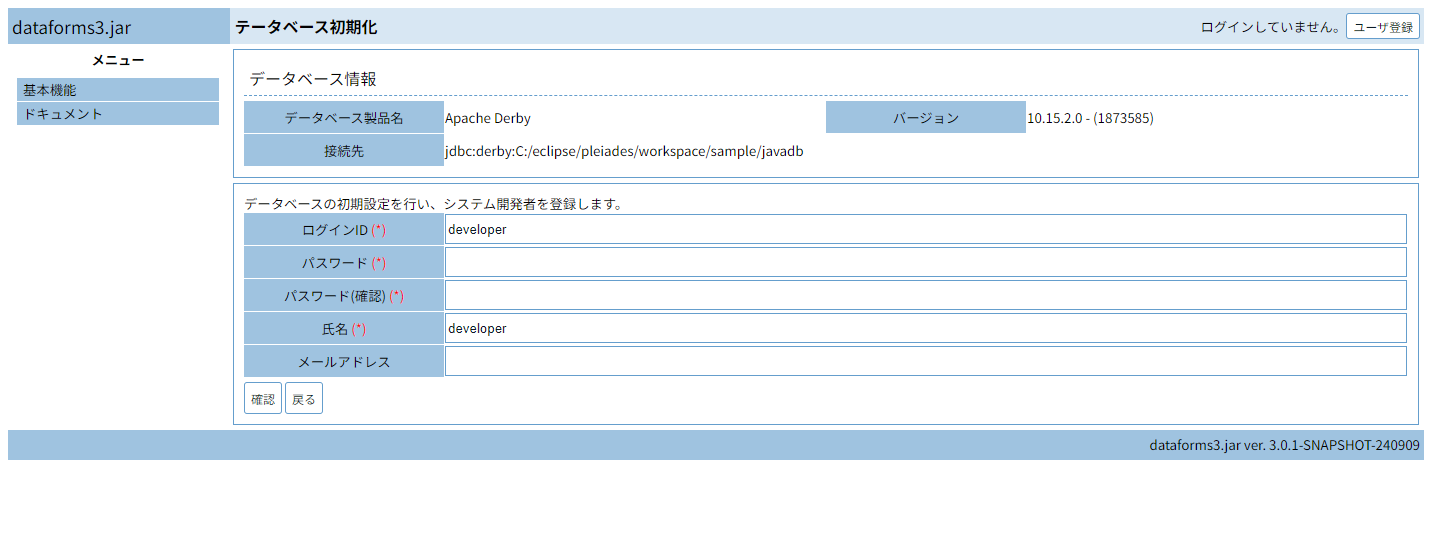 dataforms3.jar
データベース初期化
ログインしていません。 ユーザ登録
メニュー
基本機能
ドキュメント
データベース情報
データベース製品名 Apache Derby バージョン 10.15.2.0 - (1873585)
接続先 jdbc:derby:C:/eclipse/pleiades/workspace/sample/javadb
データベースの初期設定を行い、システム開発者を登録します。
ログインID (*) developer
パスワード (*)
パスワード(確認) (*)
氏名 (*) developer
メールアドレス
確認 戻る
dataforms3.jar ver. 3.0.1-SNAPSHOT-240909